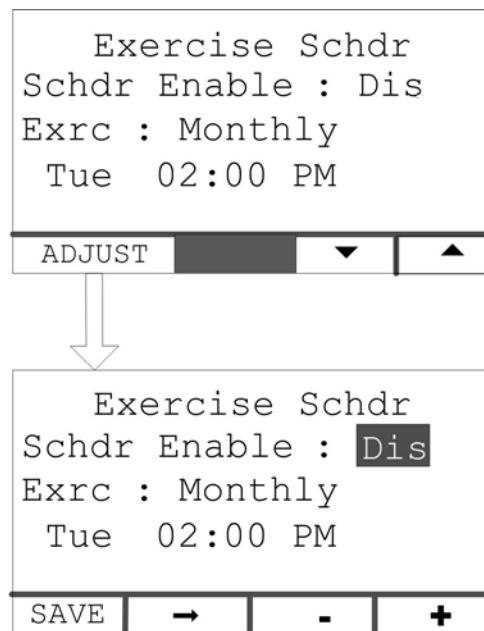 Exercise Schdr
Schdr Enable : Dis
Exrc : Monthly
Tue 02:00 PM
ADJUST ▼ ▲
Exercise Schdr
Schdr Enable : Dis
Exrc : Monthly
Tue 02:00 PM
SAVE → - +